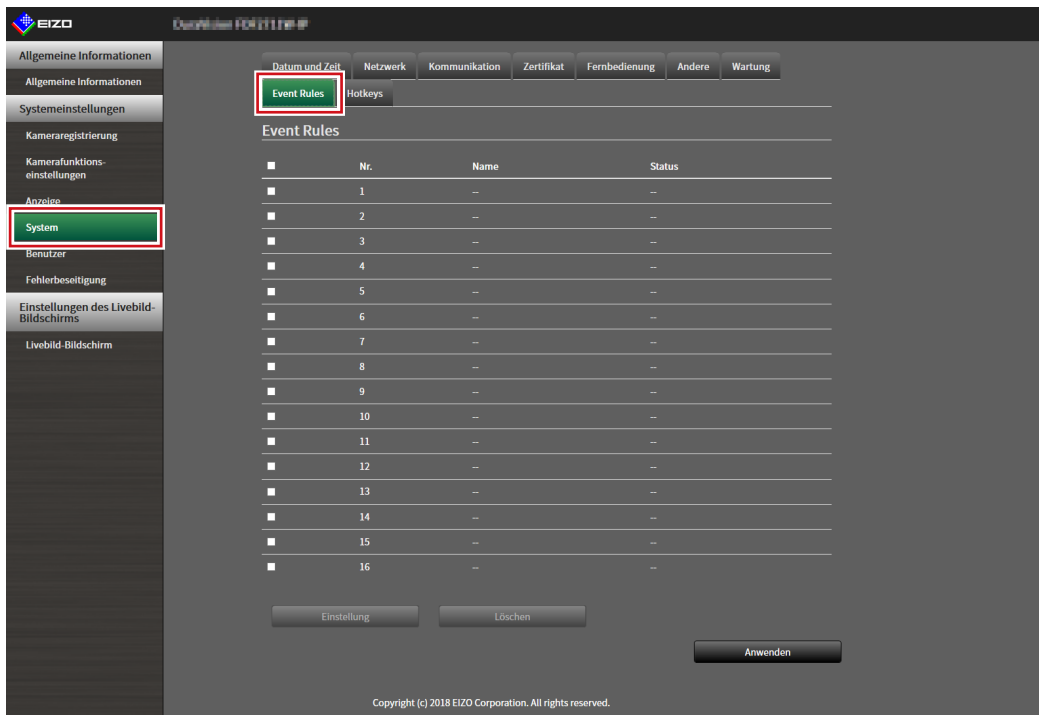 EIZO
Allgemeine Informationen
Allgemeine Informationen
Systemeinstellungen
Kameraregistrierung
Kamerafunktions-
einstellungen
Anzeige
System
Benutzer
Fehlerbeseitigung
Einstellungen des Livebild-
Bildschirms
Livebild-Bildschirm
Datum und Zeit Netzwerk Kommunikation Zertifikat Fernbedienung Andere Wartung
Event Rules Hotkeys
Event Rules
Nr. Name Status
1 -- --
2 -- --
3 -- --
4 -- --
5 -- --
6 -- --
7 -- --
8 -- --
9 -- --
10 -- --
11 -- --
12 -- --
13 -- --
14 -- --
15 -- --
16 -- --
Einstellung Löschen
Anwenden
Copyright (c) 2018 EIZO Corporation. All rights reserved.